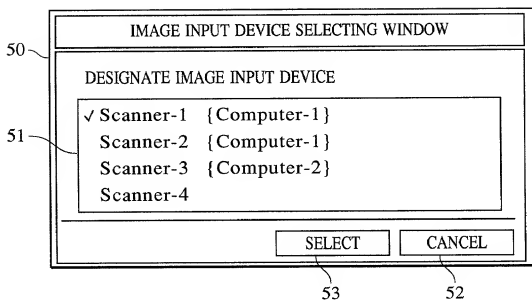 IMAGE INPUT DEVICE SELECTING WINDOW
50
DESIGNATE IMAGE INPUT DEVICE
✓ Scanner-1 {Computer-1}
Scanner-2 {Computer-1}
51
Scanner-3 {Computer-2}
Scanner-4
SELECT CANCEL
53 52